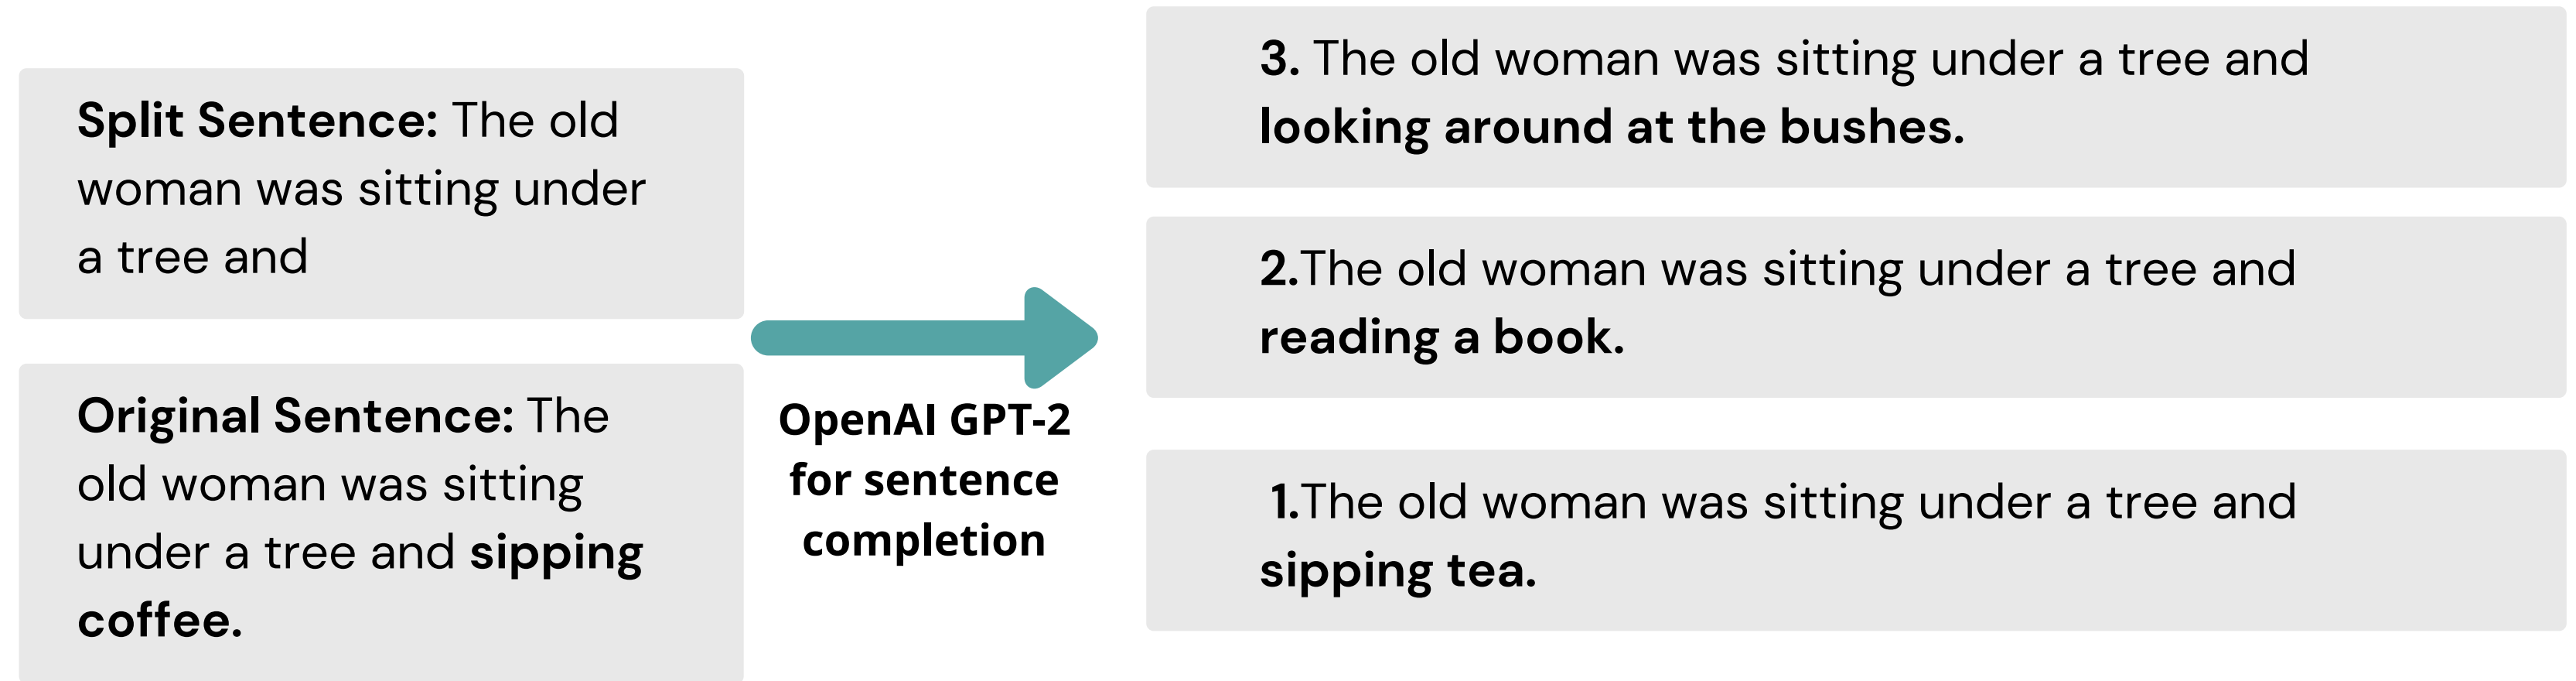 Split Sentence: The old
woman was sitting under
a tree and
Original Sentence: The
old woman was sitting
under a tree and sipping
coffee.
OpenAI GPT-2
for sentence
completion
3. The old woman was sitting under a tree and
looking around at the bushes.
2.The old woman was sitting under a tree and
reading a book.
1.The old woman was sitting under a tree and
sipping tea.